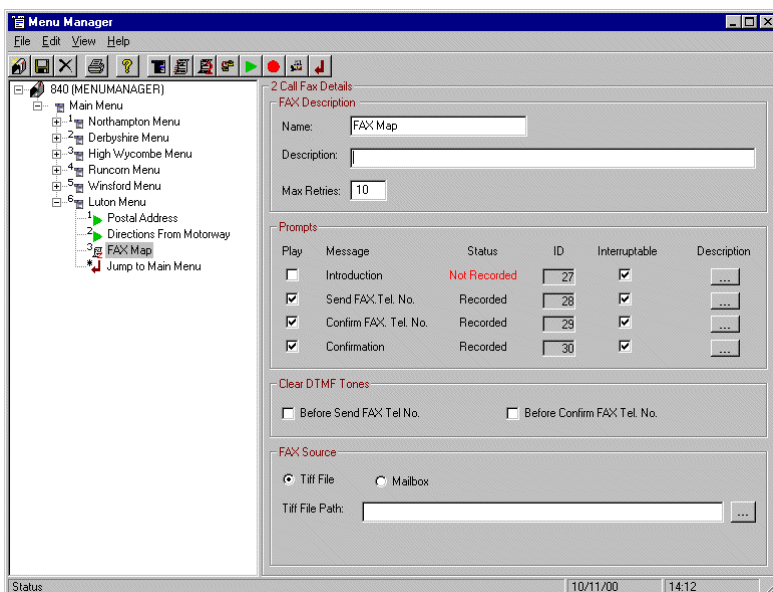 Menu Manager
File Edit View Help
840 (MENUMANAGER)
Main Menu
1 Northampton Menu
2 Derbyshire Menu
3 High Wycombe Menu
4 Runcorn Menu
5 Winsford Menu
6 Luton Menu
1 Postal Address
2 Directions From Motorway
3 FAX Map
* Jump to Main Menu
2 Call Fax Details
FAX Description
Name: FAX Map
Description:
Max Retries: 10
Prompts
Play Message Status ID Interruptable Description
Introduction Not Recorded 27 ...
Send FAX.Tel. No. Recorded 28 ...
Confirm FAX. Tel. No. Recorded 29 ...
Confirmation Recorded 30 ...
Clear DTMF Tones
Before Send FAX Tel No. Before Confirm FAX Tel. No.
FAX Source
Tiff File Mailbox
Tiff File Path: ...
Status 10/11/00 14:12